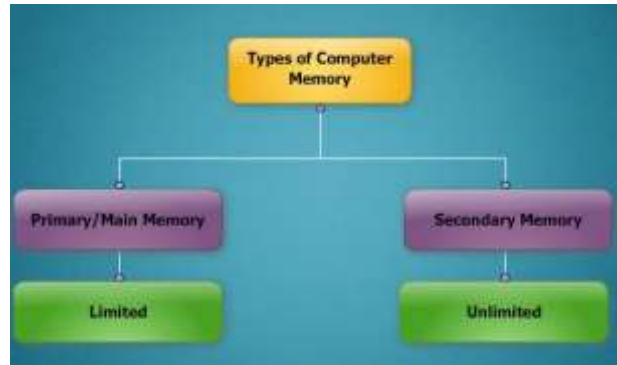 Types of Computer
Memory
Primary/Main Memory
Secondary Memory
Limited
Unlimited